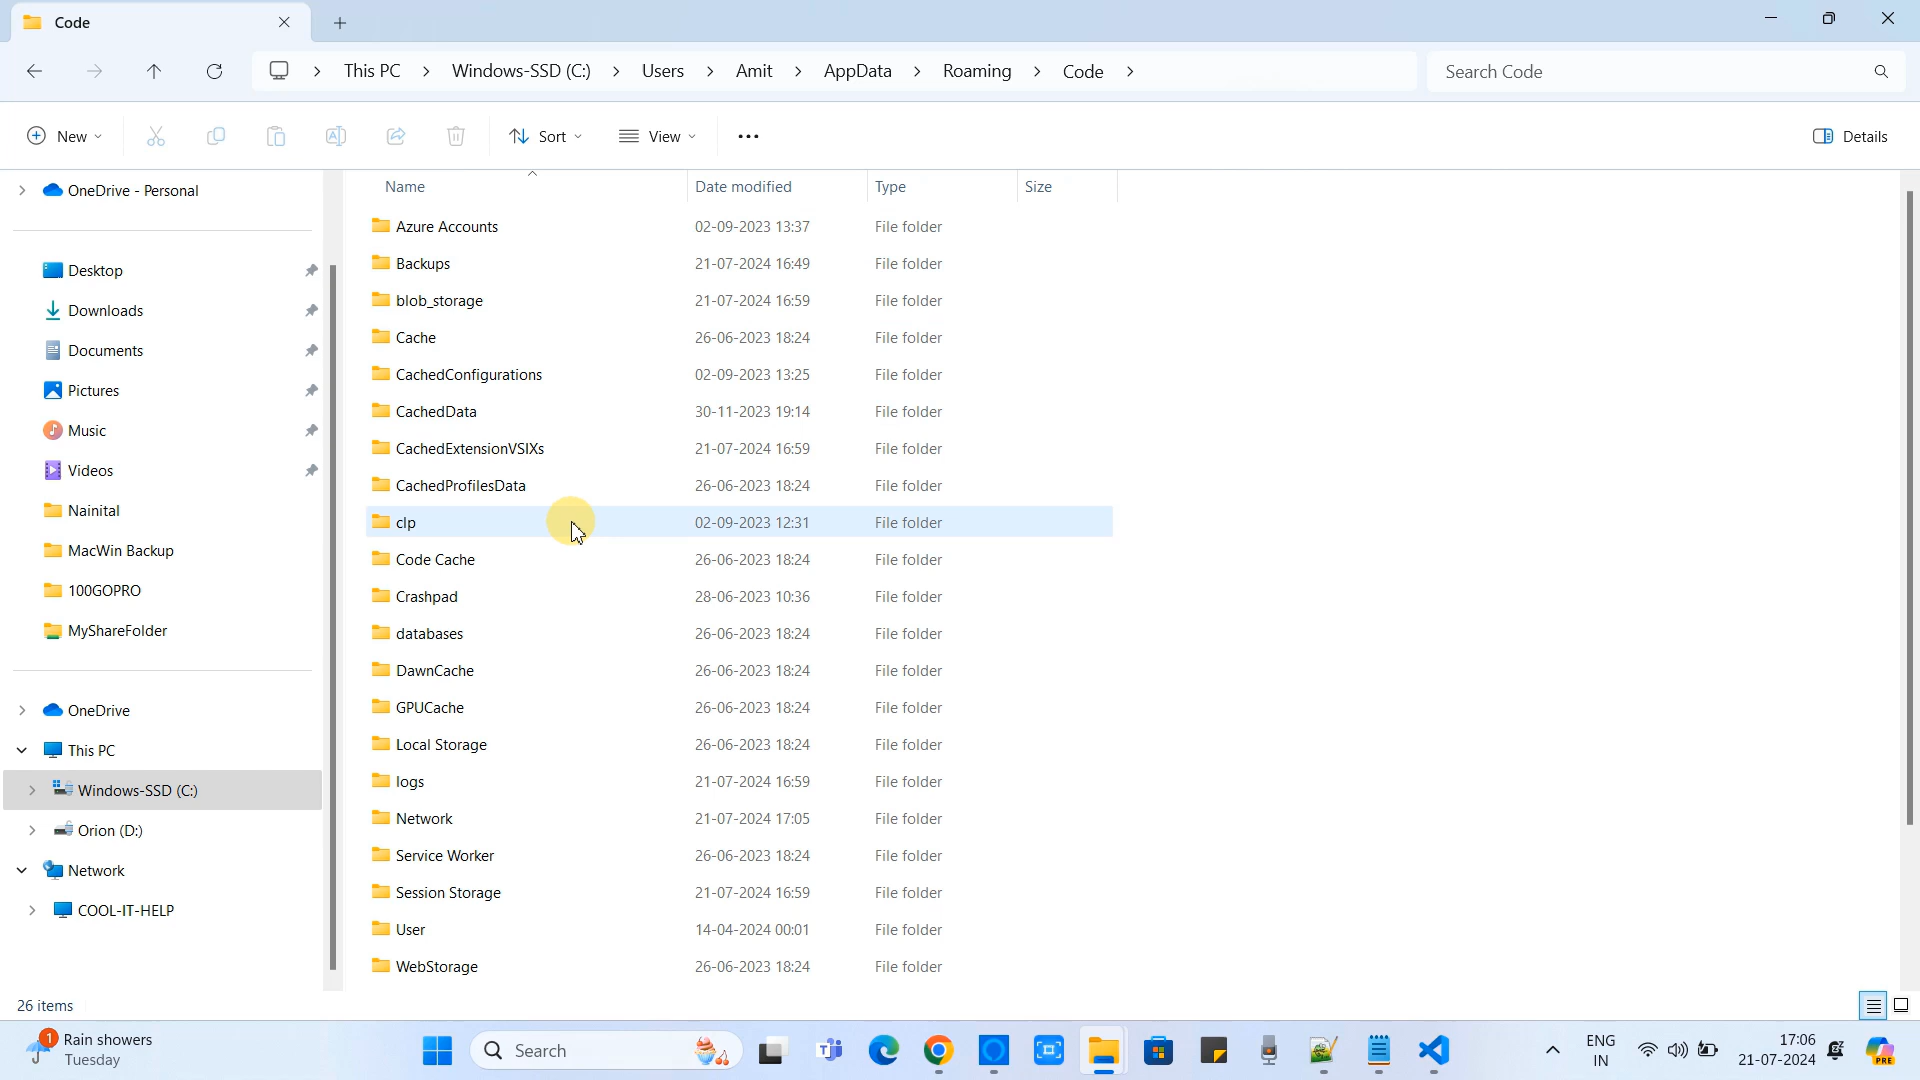 Code
This PC Windows-SSD (C:) Users Amit AppData Roaming Code
Search Code
New
Sort
View
Details
OneDrive - Personal
Desktop
Downloads
Documents
Pictures
Music
Videos
Nainital
MacWin Backup
100GOPRO
MyShareFolder
OneDrive
This PC
Windows-SSD (C:)
Orion (D:)
Network
COOL-IT-HELP
Name Date modified Type Size
Azure Accounts 02-09-2023 13:37 File folder
Backups 21-07-2024 16:49 File folder
blob_storage 21-07-2024 16:59 File folder
Cache 26-06-2023 18:24 File folder
CachedConfigurations 02-09-2023 13:25 File folder
CachedData 30-11-2023 19:14 File folder
CachedExtensionVSIXs 21-07-2024 16:59 File folder
CachedProfilesData 26-06-2023 18:24 File folder
clp 02-09-2023 12:31 File folder
Code Cache 26-06-2023 18:24 File folder
Crashpad 28-06-2023 10:36 File folder
databases 26-06-2023 18:24 File folder
DawnCache 26-06-2023 18:24 File folder
GPUCache 26-06-2023 18:24 File folder
Local Storage 26-06-2023 18:24 File folder
logs 21-07-2024 16:59 File folder
Network 21-07-2024 17:05 File folder
Service Worker 26-06-2023 18:24 File folder
Session Storage 21-07-2024 16:59 File folder
User 14-04-2024 00:01 File folder
WebStorage 26-06-2023 18:24 File folder
26 items
1
Rain showers
Tuesday
Search
ENG
IN
17:06
21-07-2024
PRE